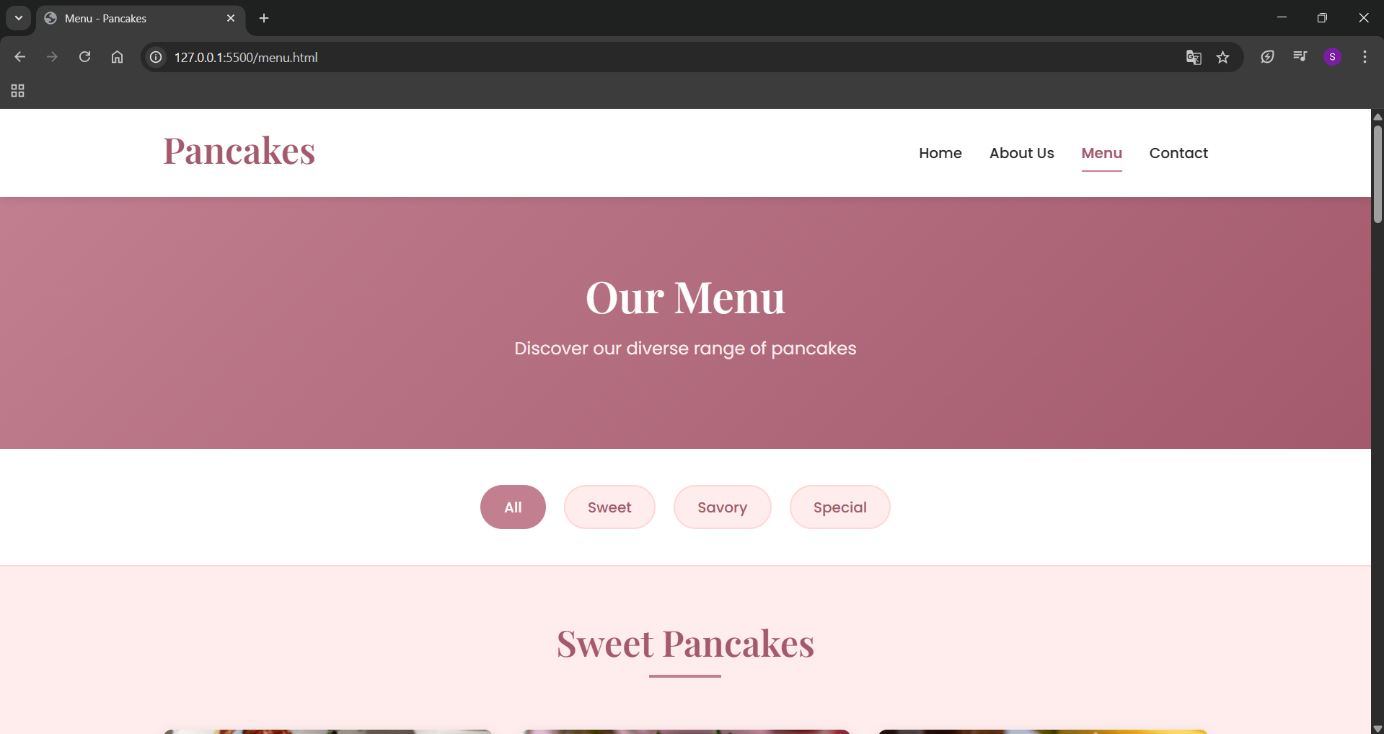 Menu - Pancakes
127.0.0.1:5500/menu.html
S
Pancakes
Home About Us Menu Contact
Our Menu
Discover our diverse range of pancakes
All Sweet Savory Special
Sweet Pancakes